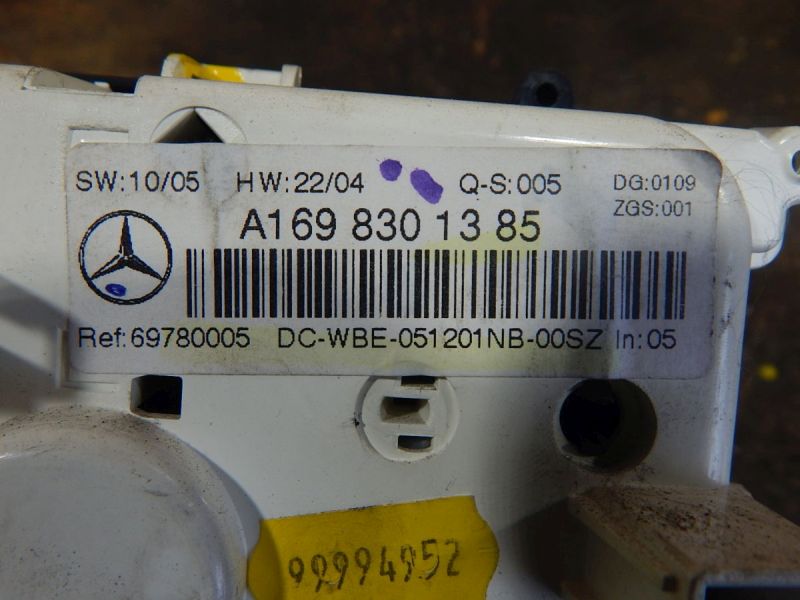 SW:10/05 HW:22/04 Q-S:005 DG:0109
ZGS:001
A169 830 13 85
Ref:69780005 DC-WBE-051201NB-00SZ In:05
99994952